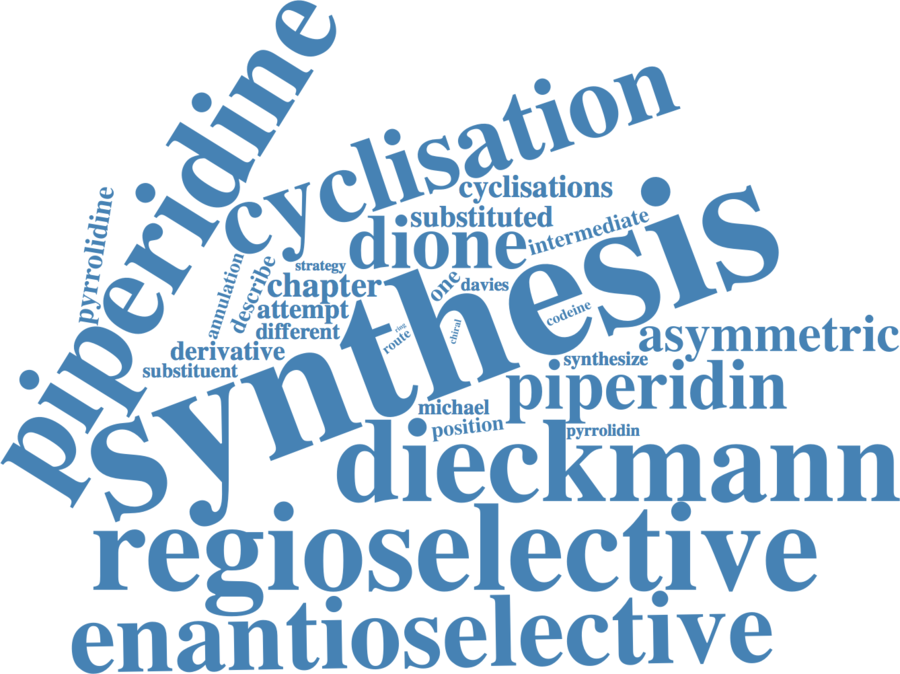 piperidine
cyclisation
cyclisations
pyrrolidine
substituted
intermediate
dione
synthesis
annulation
describe
strategy
chapter
one
davies
attempt
codeine
different
ring
route
chiral
asymmetric
derivative
synthesize
substituent
piperidin
michael
position
pyrrolidin
dieckmann
regioselective
enantioselective